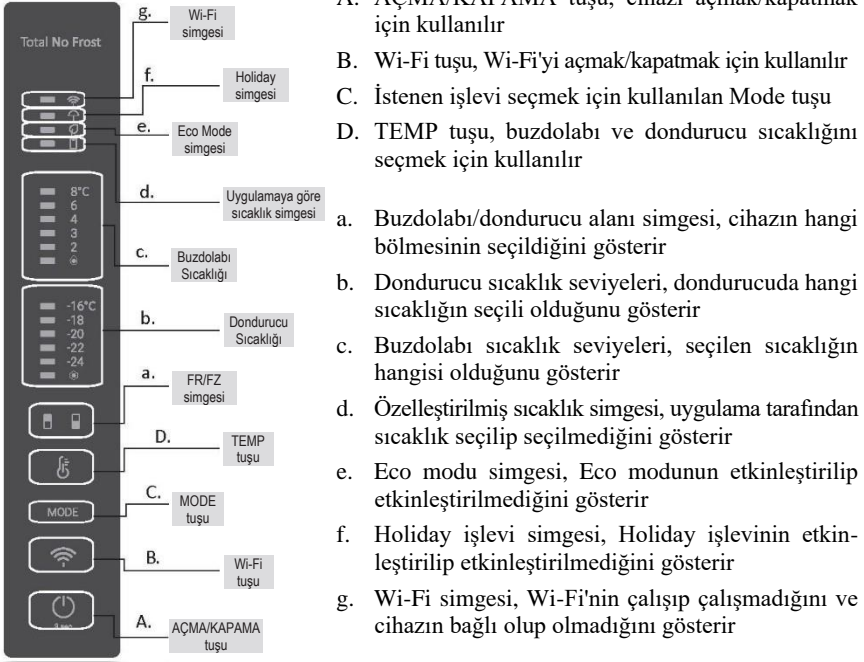 Total No Frost
g. Wi-Fi
simgesi
f. Holiday
simgesi
e. Eco Mode
simgesi
d. Uygulamaya göre
sıcaklık simgesi
8°C
6
4
3
2
c. Buzdolabı
Sıcaklığı
-16°C
-18
-20
-22
-24
b. Dondurucu
Sıcaklığı
a. FR/FZ
simgesi
D. TEMP
tuşu
MODE
C. MODE
tuşu
B. Wi-Fi
tuşu
A. AÇMA/KAPAMA
tuşu
A. AÇMA/KAPAMA tuşu, cihazı açmak/kapatmak
için kullanılır
B. Wi-Fi tuşu, Wi-Fi'yi açmak/kapatmak için kullanılır
C. İstenen işlevi seçmek için kullanılan Mode tuşu
D. TEMP tuşu, buzdolabı ve dondurucu sıcaklığını
seçmek için kullanılır
a. Buzdolabı/dondurucu alanı simgesi, cihazın hangi
bölmesinin seçildiğini gösterir
b. Dondurucu sıcaklık seviyeleri, dondurucuda hangi
sıcaklığın seçili olduğunu gösterir
c. Buzdolabı sıcaklık seviyeleri, seçilen sıcaklığın
hangisi olduğunu gösterir
d. Özelleştirilmiş sıcaklık simgesi, uygulama tarafından
sıcaklık seçilip seçilmediğini gösterir
e. Eco modu simgesi, Eco modunun etkinleştirilip
etkinleştirilmediğini gösterir
f. Holiday işlevi simgesi, Holiday işlevinin etkin-
leştirilip etkinleştirilmediğini gösterir
g. Wi-Fi simgesi, Wi-Fi'nin çalışıp çalışmadığını ve
cihazın bağlı olup olmadığını gösterir